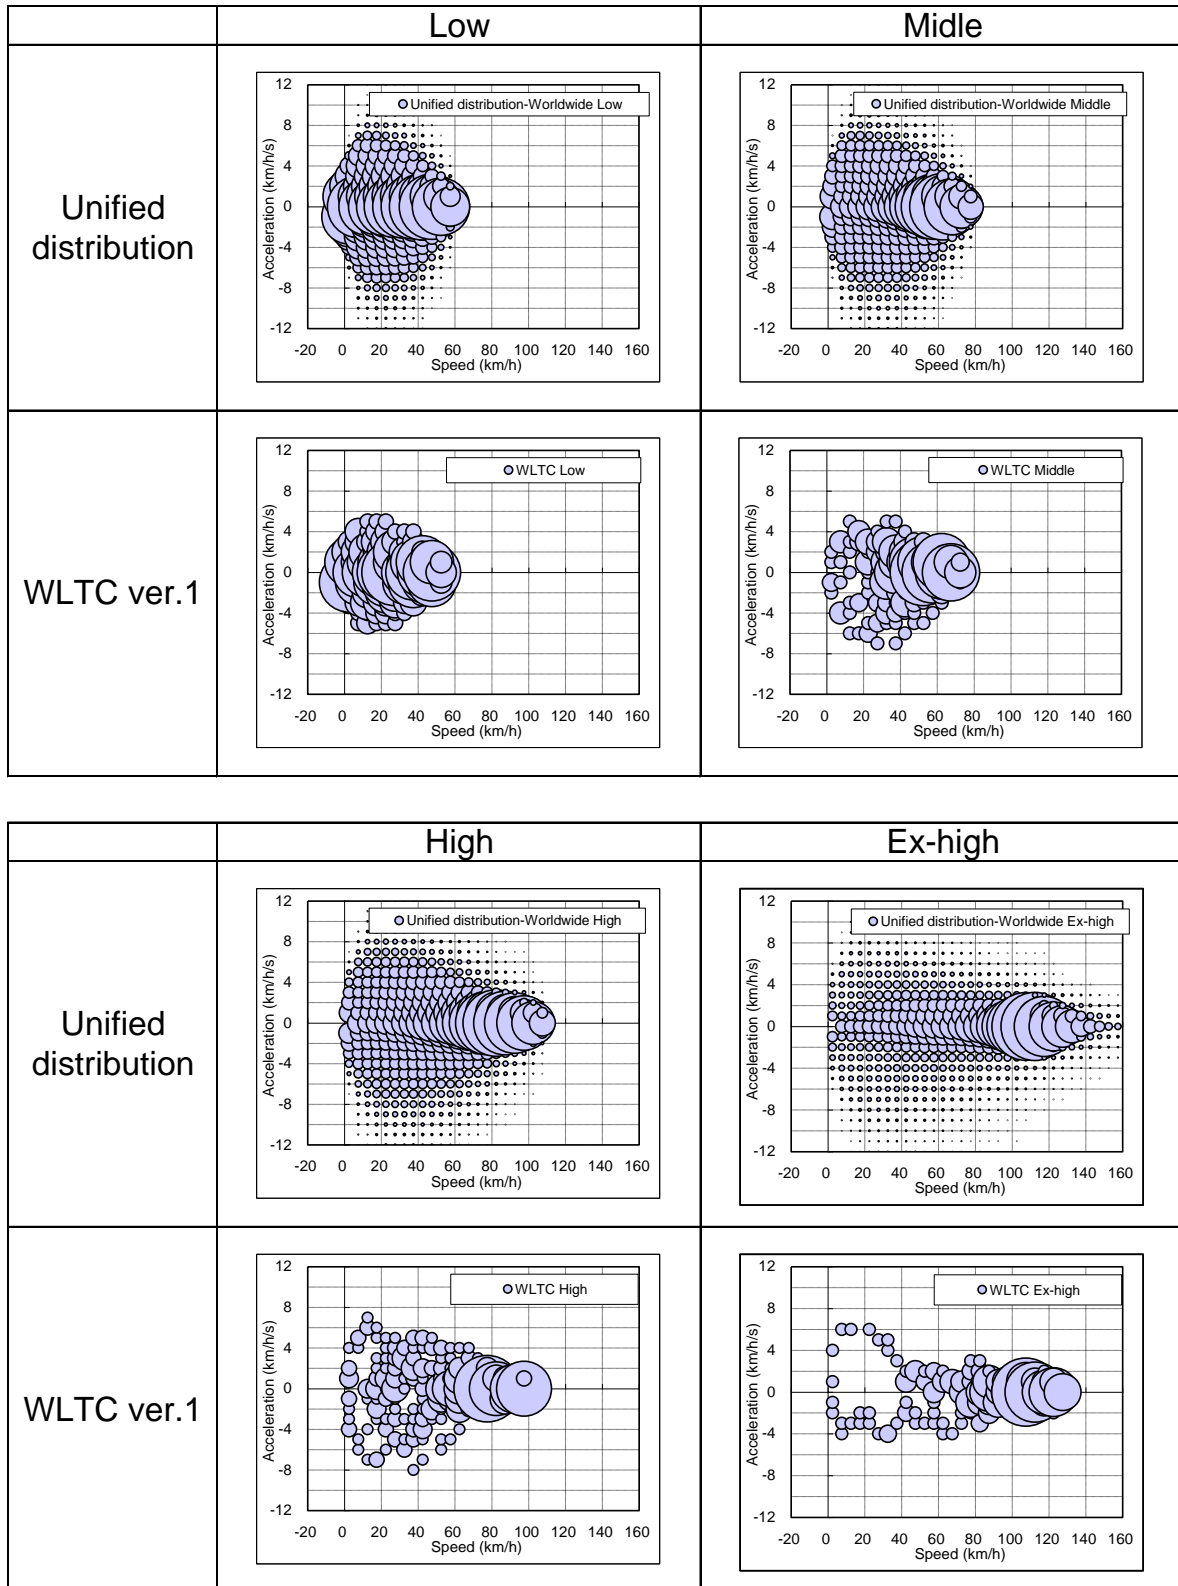 Low Midle
Unified distribution-Worldwide Low
12
8
4
0
-4
-8
-12
Acceleration (km/h/s)
-20 0 20 40 60 80 100 120 140 160
Speed (km/h)
Unified distribution-Worldwide Middle
12
8
4
0
-4
-8
-12
Acceleration (km/h/s)
-20 0 20 40 60 80 100 120 140 160
Speed (km/h)
Unified
distribution
WLTC Low
12
8
4
0
-4
-8
-12
Acceleration (km/h/s)
-20 0 20 40 60 80 100 120 140 160
Speed (km/h)
WLTC Middle
12
8
4
0
-4
-8
-12
Acceleration (km/h/s)
-20 0 20 40 60 80 100 120 140 160
Speed (km/h)
WLTC ver.1
High Ex-high
Unified distribution-Worldwide High
12
8
4
0
-4
-8
-12
Acceleration (km/h/s)
-20 0 20 40 60 80 100 120 140 160
Speed (km/h)
Unified distribution-Worldwide Ex-high
12
8
4
0
-4
-8
-12
Acceleration (km/h/s)
-20 0 20 40 60 80 100 120 140 160
Speed (km/h)
Unified
distribution
WLTC High
12
8
4
0
-4
-8
-12
Acceleration (km/h/s)
-20 0 20 40 60 80 100 120 140 160
Speed (km/h)
WLTC Ex-high
12
8
4
0
-4
-8
-12
Acceleration (km/h/s)
-20 0 20 40 60 80 100 120 140 160
Speed (km/h)
WLTC ver.1